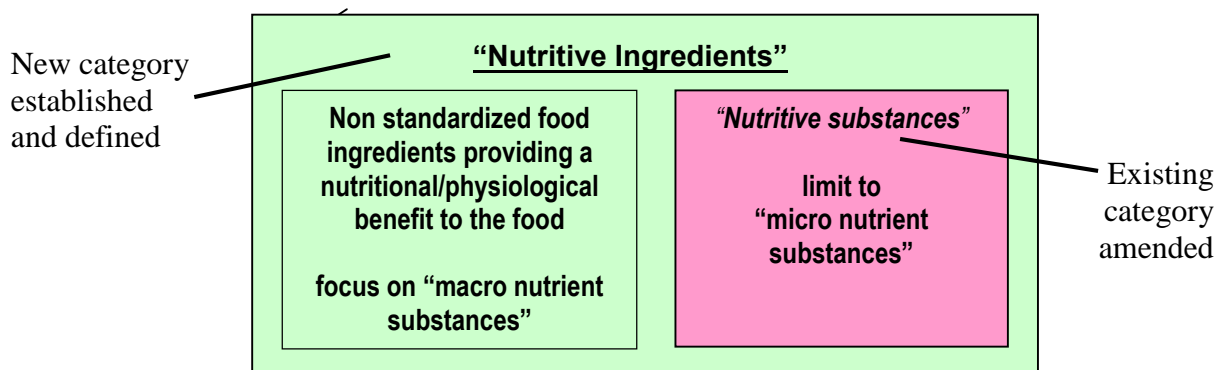 “Nutritive Ingredients”
New category
established
and defined
Non standardized food
ingredients providing a
nutritional/physiological
benefit to the food
focus on “macro nutrient
substances”
“Nutritive substances”
limit to
“micro nutrient
substances”
Existing
category
amended